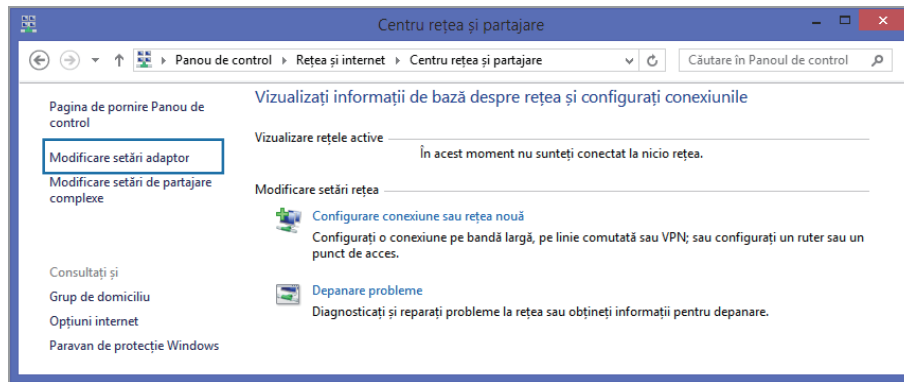 Centru rețea și partajare
Panou de control Rețea și internet Centru rețea și partajare
Căutare în Panoul de control
Pagina de pornire Panou de
control
Modificare setări adaptor
Modificare setări de partajare
complexe
Consultați și
Grup de domiciliu
Opțiuni internet
Paravan de protecție Windows
Vizualizați informații de bază despre rețea și configurați conexiunile
Vizualizare rețele active
În acest moment nu sunteți conectat la nicio rețea.
Modificare setări rețea
Configurare conexiune sau rețea nouă
Configurați o conexiune pe bandă largă, pe linie comutată sau VPN; sau configurați un ruter sau un
punct de acces.
Depanare probleme
Diagnosticați și reparați probleme la rețea sau obțineți informații pentru depanare.